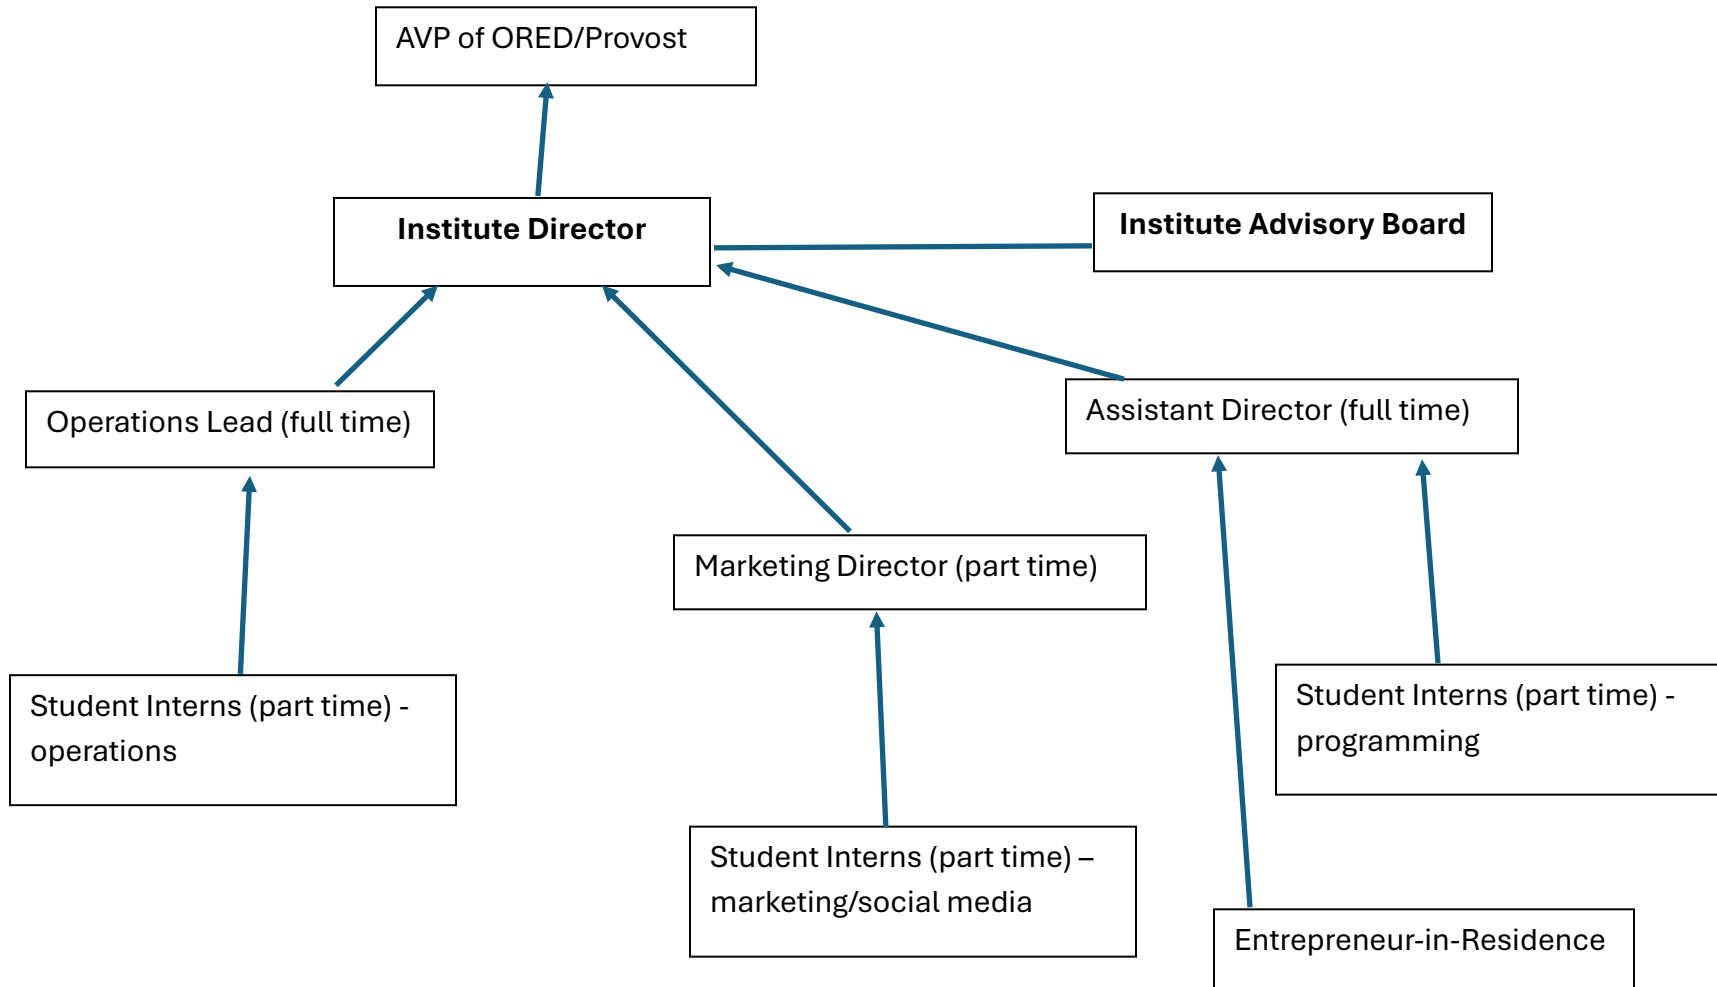 AVP of ORED/Provost
Institute Director
Institute Advisory Board
Operations Lead (full time)
Assistant Director (full time)
Marketing Director (part time)
Student Interns (part time) -
operations
Student Interns (part time) -
programming
Student Interns (part time) –
marketing/social media
Entrepreneur-in-Residence